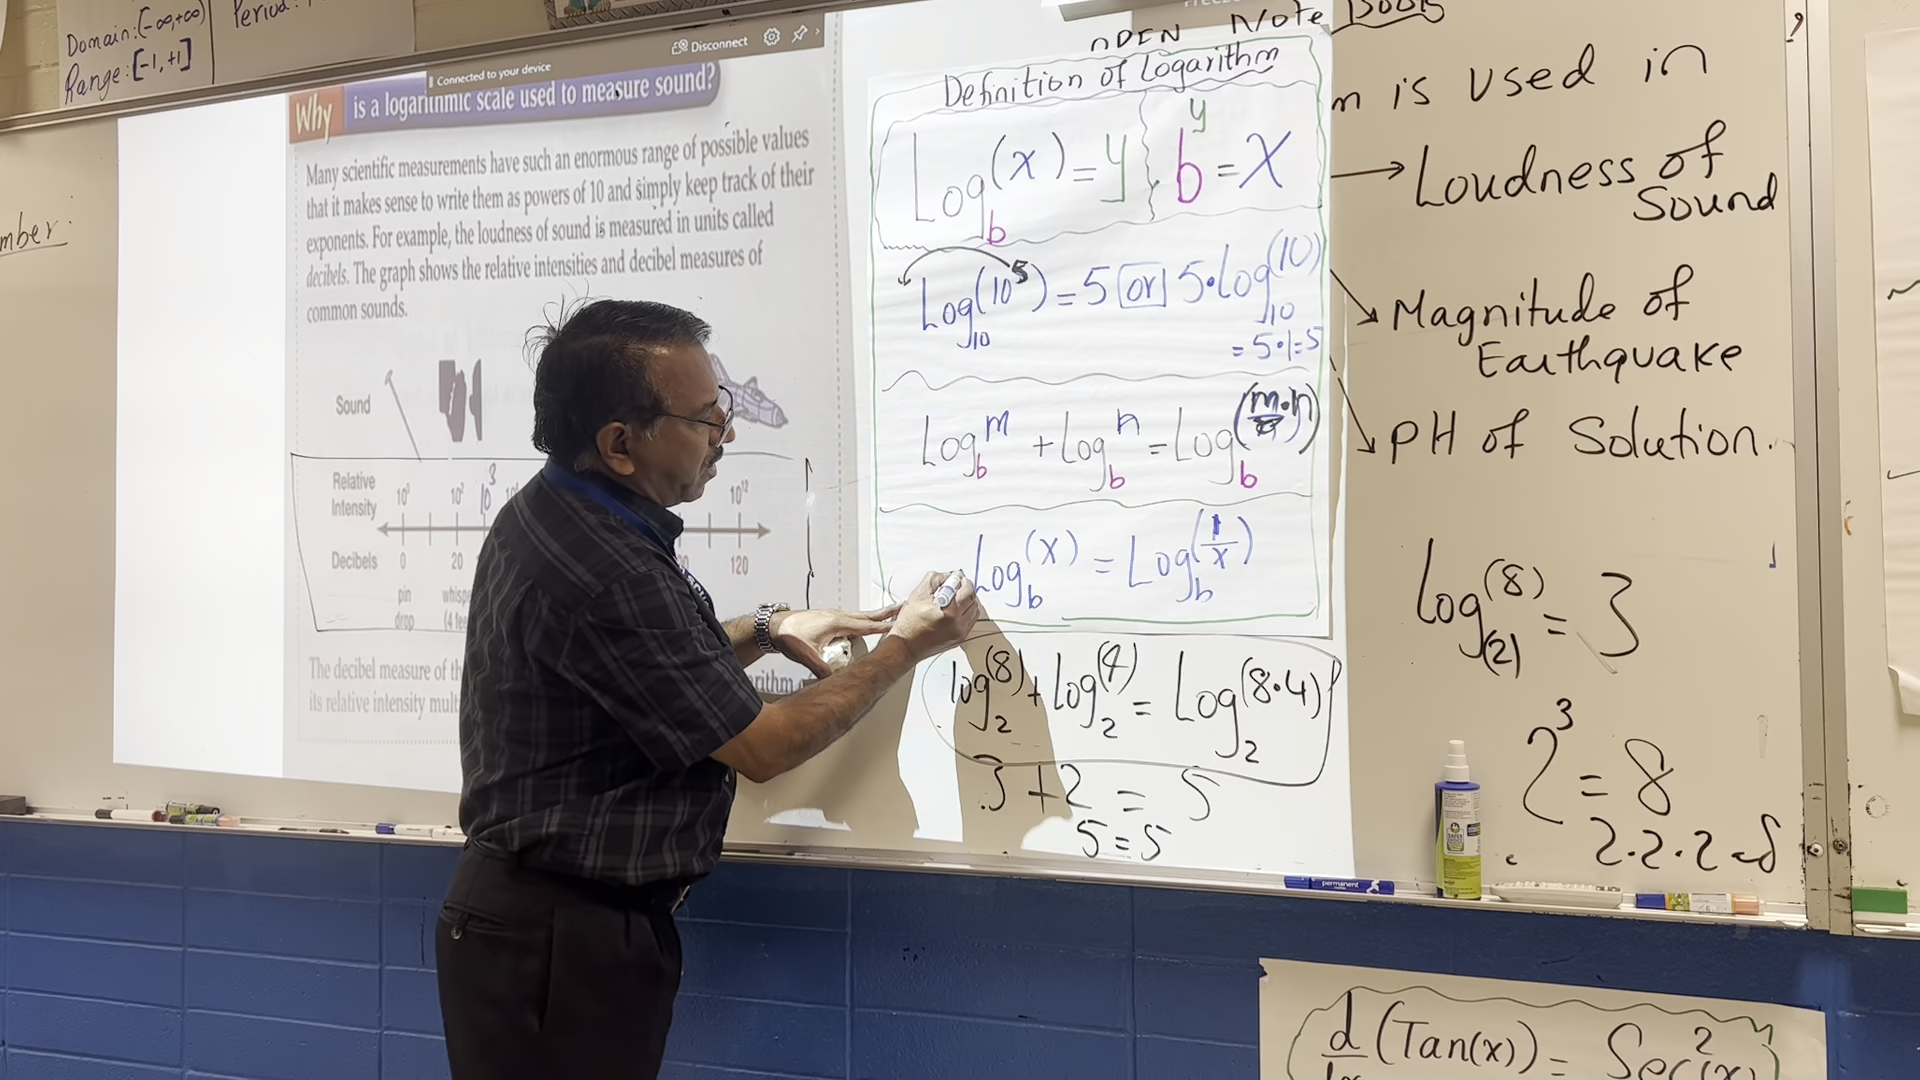 Domain:(-∞,+∞)
Range:[-1,+1]
Period:
mber:
Disconnect
Connected to your device
Why is a logarithmic scale used to measure sound?
Many scientific measurements have such an enormous range of possible values
that it makes sense to write them as powers of 10 and simply keep track of their
exponents. For example, the loudness of sound is measured in units called
decibels. The graph shows the relative intensities and decibel measures of
common sounds.
Sound
Relative
Intensity
10⁰ 10² 10³ 10¹²
Decibels 0 20 120
pin
drop
(4
The decibel measure of
its relative intensity
OPEN Note Book
Definition of Logarithm
Log_b(x)=y b^y=x
Log_10(10^5)=5 or 5·Log_10(10)
=5·1=5
Log_b m + Log_b n = Log_b(m·n)
Log_b(x) = Log_b(1/x)
log_2(8)+log_2(4) = Log_2(8·4)
3+2 = 5
5=5
is used in
→ Loudness of
Sound
Magnitude of
Earthquake
PH of Solution.
log_(2)(8) = 3
2³ = 8
2·2·2 = 8
permanent
(Tan(x)) = Sec²(x)